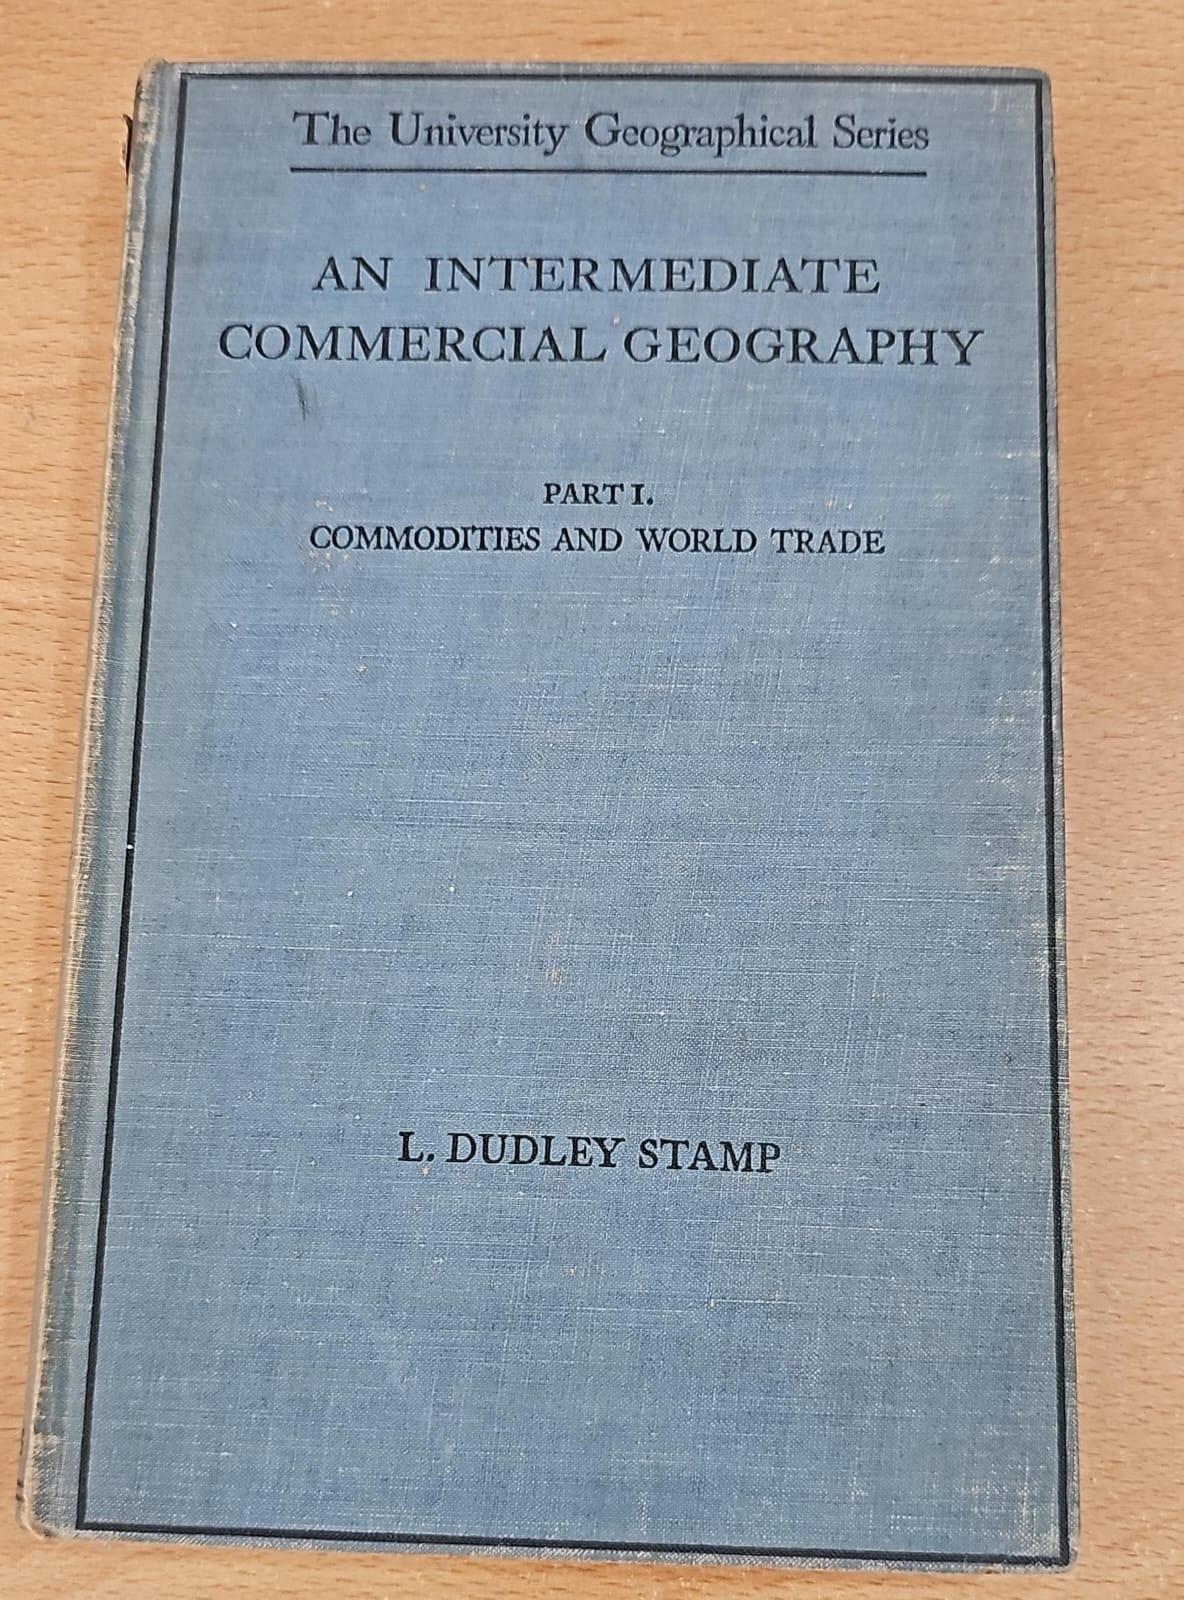 The University Geographical Series
AN INTERMEDIATE
COMMERCIAL GEOGRAPHY
PART I.
COMMODITIES AND WORLD TRADE
L. DUDLEY STAMP